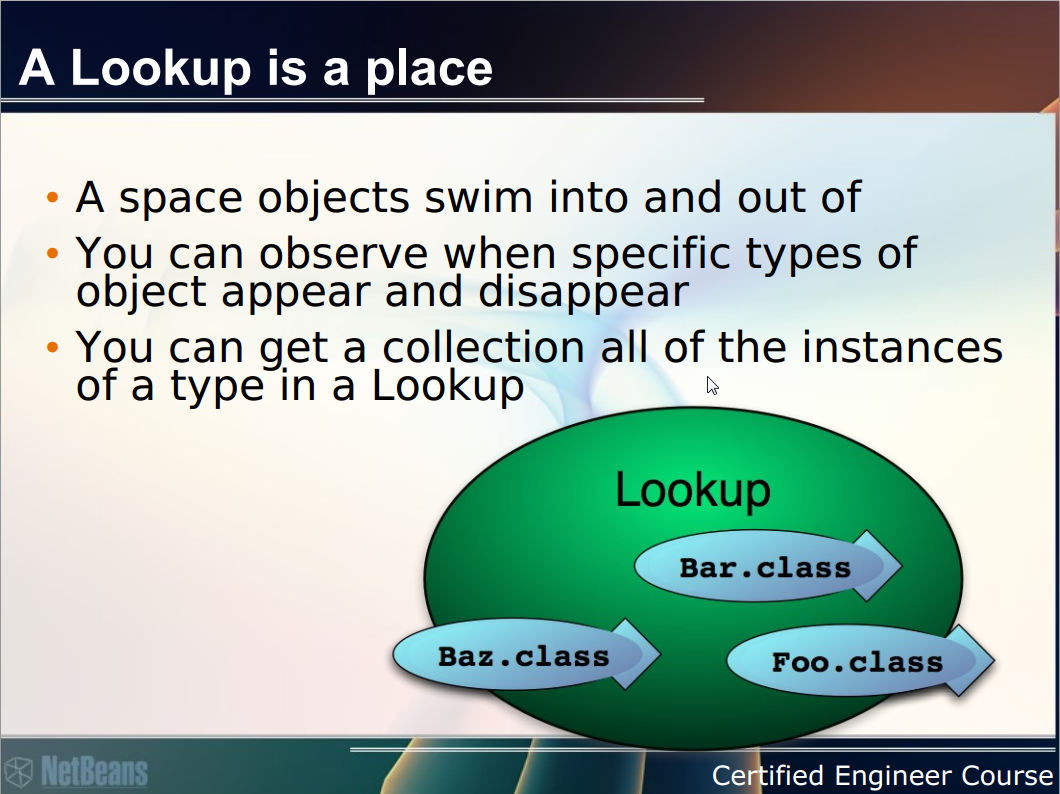 A Lookup is a place
• A space objects swim into and out of
• You can observe when specific types of
object appear and disappear
• You can get a collection all of the instances
of a type in a Lookup
Lookup
Bar.class
Baz.class
Foo.class
NetBeans
Certified Engineer Course